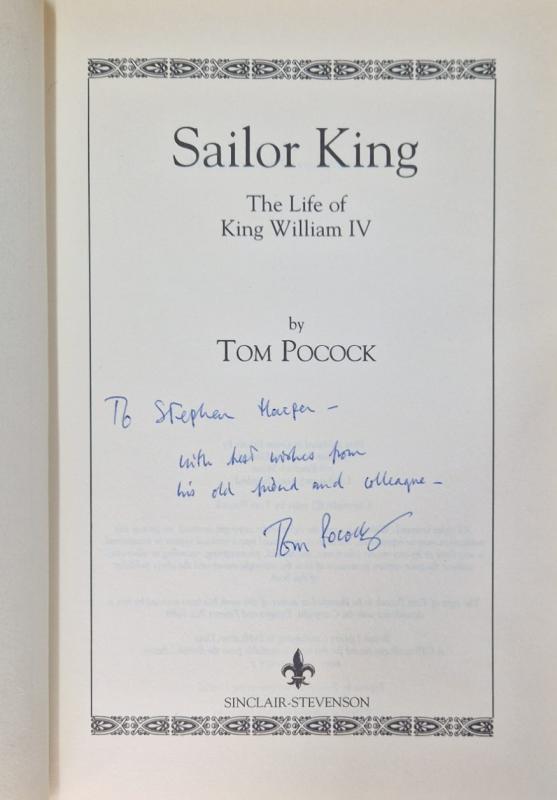 Sailor King
The Life of
King William IV
by
TOM POCOCK
To Stephen Harper –
with best wishes from
his old friend and colleague –
Tom Pocock
SINCLAIR-STEVENSON